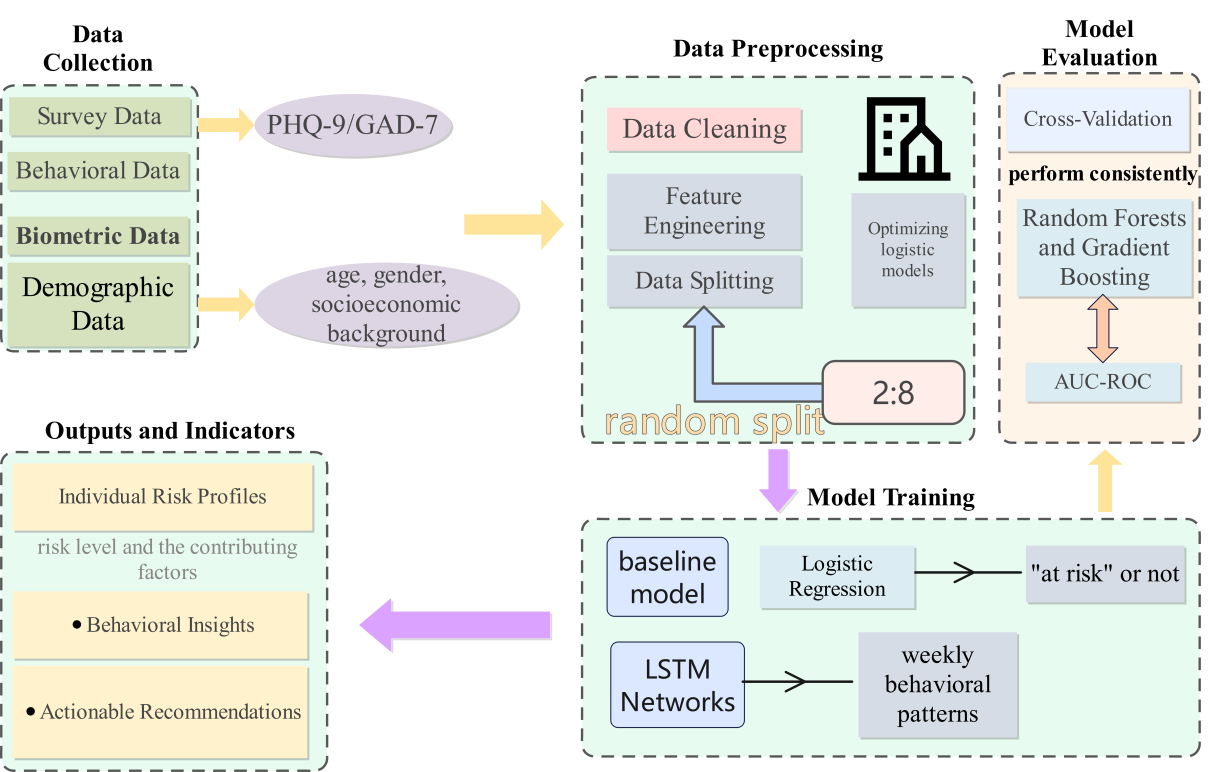 Data
Collection
Survey Data
Behavioral Data
Biometric Data
Demographic
Data
PHQ-9/GAD-7
age, gender,
socioeconomic
background
Data Preprocessing
Data Cleaning
Feature
Engineering
Data Splitting
Optimizing
logistic
models
2:8
random split
Model
Evaluation
Cross-Validation
perform consistently
Random Forests
and Gradient
Boosting
AUC-ROC
Outputs and Indicators
Individual Risk Profiles
risk level and the contributing
factors
• Behavioral Insights
• Actionable Recommendations
Model Training
baseline
model
Logistic
Regression
"at risk" or not
LSTM
Networks
weekly
behavioral
patterns